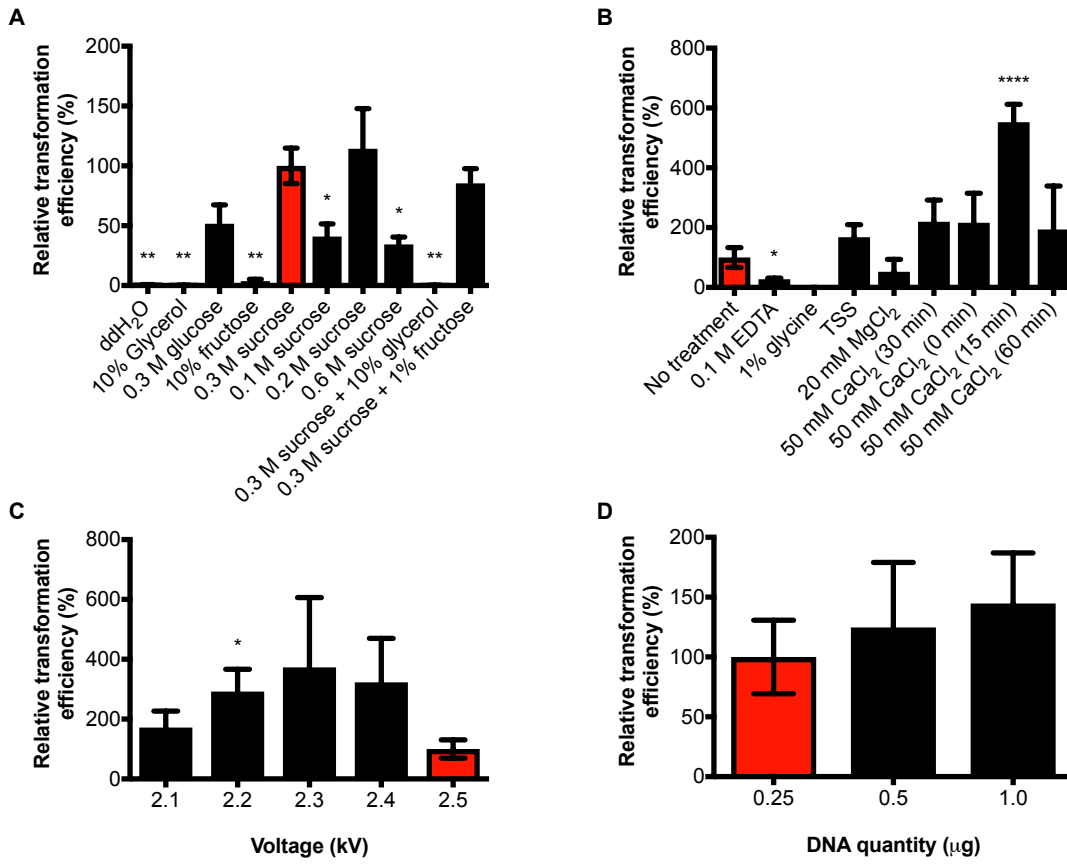 A
Relative transformation
efficiency (%)
200
150
100
50
0
**
**
**
*
*
**
ddH₂O
10% Glycerol
0.3 M glucose
10% fructose
0.3 M sucrose
0.1 M sucrose
0.2 M sucrose
0.6 M sucrose
0.3 M sucrose + 10% glycerol
0.3 M sucrose + 1% fructose
B
Relative transformation
efficiency (%)
800
600
400
200
0
*
****
No treatment
0.1 M EDTA
1% glycine
TSS
20 mM MgCl₂
50 mM CaCl₂ (30 min)
50 mM CaCl₂ (0 min)
50 mM CaCl₂ (15 min)
50 mM CaCl₂ (60 min)
C
Relative transformation
efficiency (%)
800
600
400
200
0
*
2.1 2.2 2.3 2.4 2.5
Voltage (kV)
D
Relative transformation
efficiency (%)
200
150
100
50
0
0.25 0.5 1.0
DNA quantity (μg)